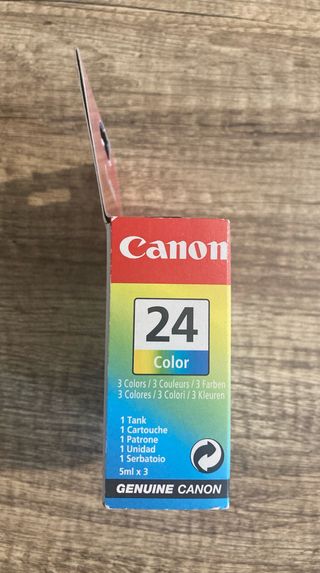 Canon
24
Color
3 Colors / 3 Couleurs / 3 Farben
3 Colores / 3 Colori / 3 Kleuren
1 Tank
1 Cartouche
1 Patrone
1 Unidad
1 Serbatoio
5ml x 3
GENUINE CANON